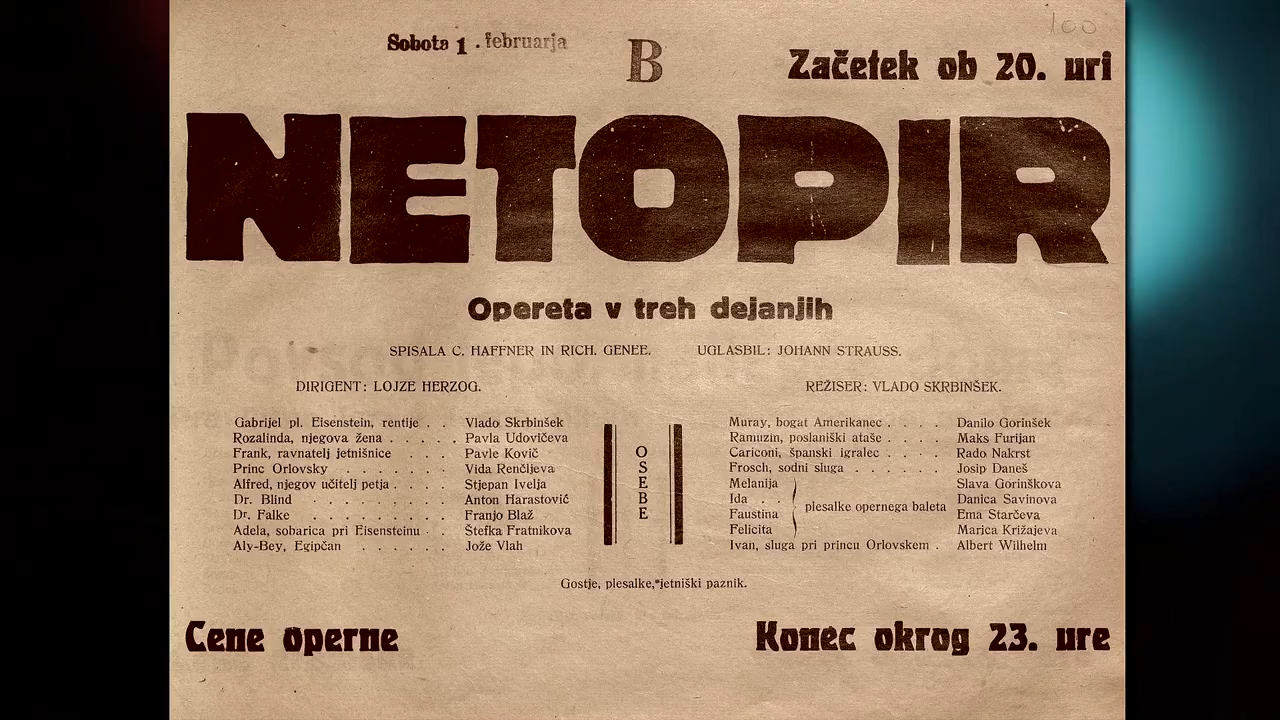 100
Sobota 1. februarja
B
Začetek ob 20. uri
NETOPIR
Opereta v treh dejanjih
SPISALA C. HAFFNER IN RICH. GENEE. UGLASBIL: JOHANN STRAUSS.
DIRIGENT: LOJZE HERZOG. REŽISER: VLADO SKRBINŠEK.
Gabrijel pl. Eisenstein, rentije . . Vlado Skrbinšek
Rozalinda, njegova žena . . . . . Pavla Udovičeva
Frank, ravnatelj jetnišnice . . . Pavle Kovič
Princ Orlovsky . . . . . . . Vida Renčljeva
Alfred, njegov učitelj petja . . . . Stjepan Ivelja
Dr. Blind . . . . . . . . Anton Harastović
Dr. Falke . . . . . . . . Franjo Blaž
Adela, sobarica pri Eisensteinu . . Štefka Fratnikova
Aly-Bey, Egipčan . . . . . . Jože Vlah
OSEBE
Muray, bogat Amerikanec . . . . Danilo Gorinšek
Ramuzin, poslaniški ataše . . . . Maks Furijan
Cariconi, španski igralec . . . . Rado Nakrst
Frosch, sodni sluga . . . . . . Josip Daneš
Melanija Slava Gorinškova
Ida . . Danica Savinova
plesalke opernega baleta
Faustina Ema Starčeva
Felicita Marica Križajeva
Ivan, sluga pri princu Orlovskem . Albert Wilhelm
Gostje, plesalke, jetniški paznik.
Cene operne
Konec okrog 23. ure